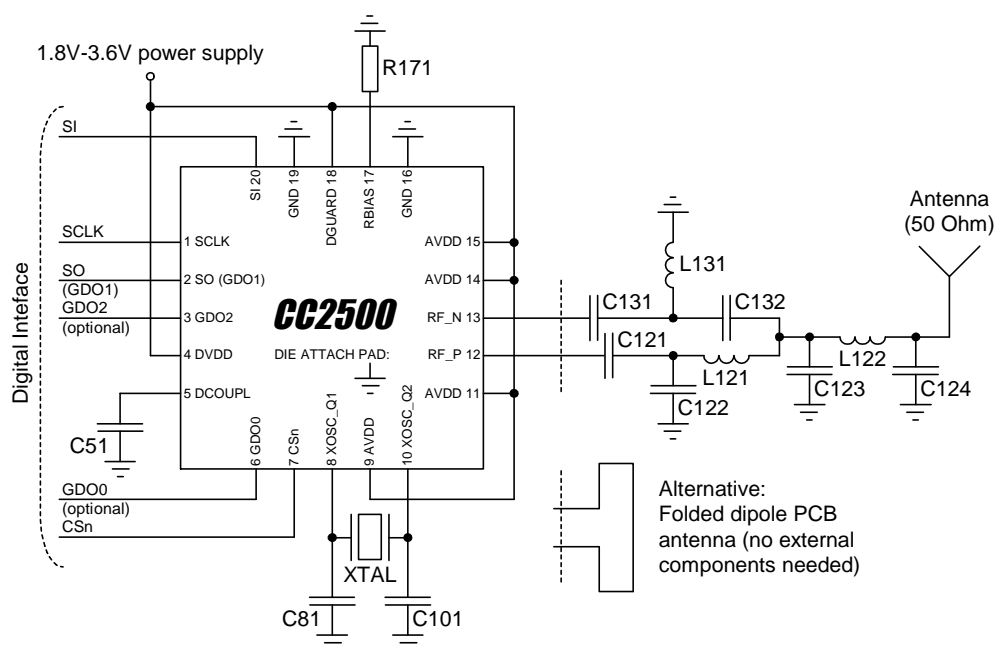 1.8V-3.6V power supply
R171
SI
SI 20
GND 19
DGUARD 18
RBIAS 17
GND 16
Antenna
(50 Ohm)
SCLK
1 SCLK
AVDD 15
SO
(GDO1)
2 SO (GDO1)
AVDD 14
L131
GDO2
(optional)
3 GDO2
CC2500
RF_N 13
C131
C132
4 DVDD
DIE ATTACH PAD:
RF_P 12
C121
L121
L122
C122
C123
C124
5 DCOUPL
AVDD 11
C51
6 GDO0
7 CSn
8 XOSC_Q1
9 AVDD
10 XOSC_Q2
Digital Inteface
GDO0
(optional)
CSn
XTAL
C81
C101
Alternative:
Folded dipole PCB
antenna (no external
components needed)